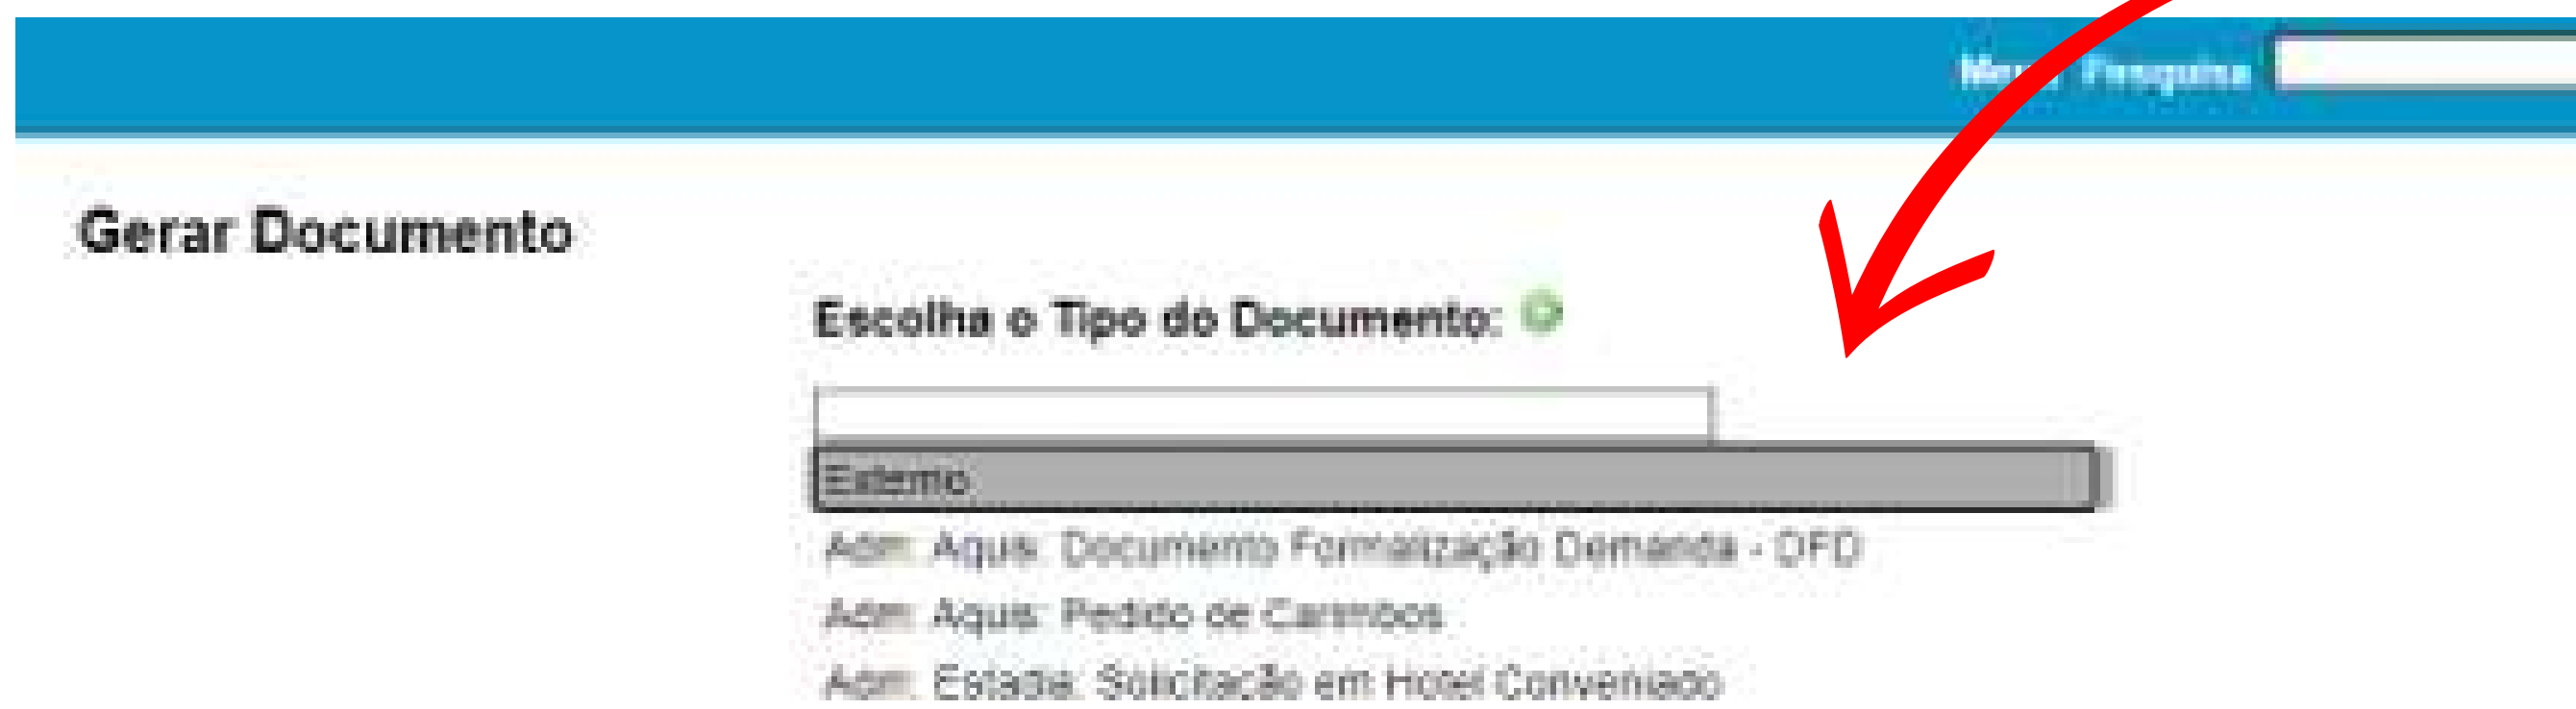 Menu Pesquisa
Gerar Documento
Escolha o Tipo do Documento:
Externo
Adm: Aquis: Documento Formalização Demanda - DFD
Adm: Aquis: Pedido de Carimbos
Adm: Estadia: Solicitação em Hotel Conveniado